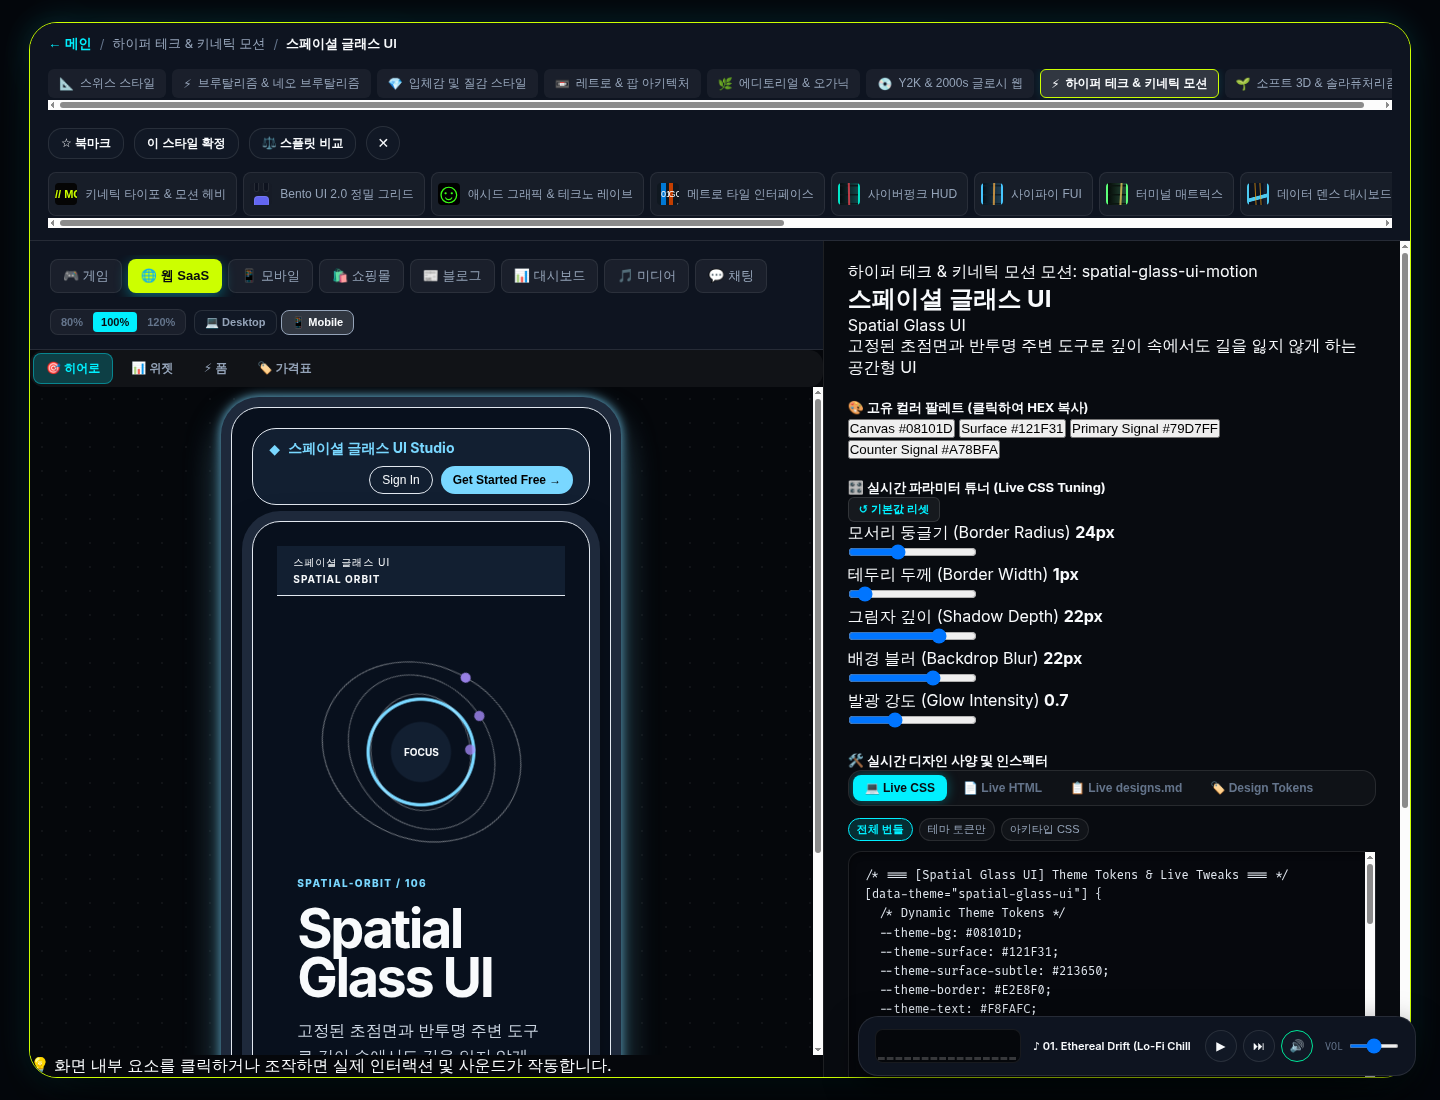 ← 메인 / 하이퍼 테크 & 키네틱 모션 / 스페이셜 글래스 UI
스위스 스타일 브루탈리즘 & 네오 브루탈리즘 입체감 및 질감 스타일 레트로 & 팝 아키텍처 에디토리얼 & 오가닉 Y2K & 2000s 글로시 웹 하이퍼 테크 & 키네틱 모션 소프트 3D & 솔라퓨처리즘
☆ 북마크 이 스타일 확정 스플릿 비교 ✕
// MO 키네틱 타이포 & 모션 헤비 Bento UI 2.0 정밀 그리드 애시드 그래픽 & 테크노 레이브 메트로 타일 인터페이스 사이버펑크 HUD 사이파이 FUI 터미널 매트릭스 데이터 덴스 대시보드
게임 웹 SaaS 모바일 쇼핑몰 블로그 대시보드 미디어 채팅
80% 100% 120% Desktop Mobile
히어로 위젯 폼 가격표
◆ 스페이셜 글래스 UI Studio
Sign In Get Started Free →
스페이셜 글래스 UI
SPATIAL ORBIT
FOCUS
SPATIAL-ORBIT / 106
Spatial
Glass UI
고정된 초점면과 반투명 주변 도구
로 깊이 속에서도 길을 잃지 않게
화면 내부 요소를 클릭하거나 조작하면 실제 인터랙션 및 사운드가 작동합니다.
하이퍼 테크 & 키네틱 모션 모션: spatial-glass-ui-motion
스페이셜 글래스 UI
Spatial Glass UI
고정된 초점면과 반투명 주변 도구로 깊이 속에서도 길을 잃지 않게 하는
공간형 UI
고유 컬러 팔레트 (클릭하여 HEX 복사)
Canvas #08101D Surface #121F31 Primary Signal #79D7FF
Counter Signal #A78BFA
실시간 파라미터 튜너 (Live CSS Tuning)
↺ 기본값 리셋
모서리 둥글기 (Border Radius) 24px
테두리 두께 (Border Width) 1px
그림자 깊이 (Shadow Depth) 22px
배경 블러 (Backdrop Blur) 22px
발광 강도 (Glow Intensity) 0.7
실시간 디자인 사양 및 인스펙터
Live CSS Live HTML Live designs.md Design Tokens
전체 번들 테마 토큰만 아키타입 CSS
/* === [Spatial Glass UI] Theme Tokens & Live Tweaks === */
[data-theme="spatial-glass-ui"] {
/* Dynamic Theme Tokens */
--theme-bg: #08101D;
--theme-surface: #121F31;
--theme-surface-subtle: #213650;
--theme-border: #E2E8F0;
--theme-text: #F8FAFC;
♪ 01. Ethereal Drift (Lo-Fi Chill VOL